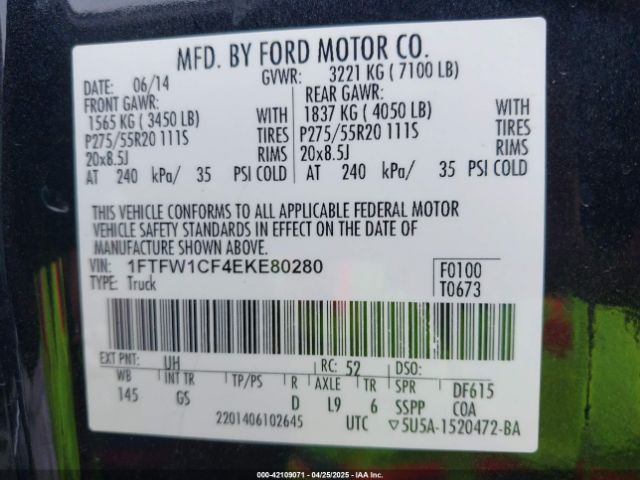 MFD. BY FORD MOTOR CO.
DATE: 06/14 GVWR: 3221 KG ( 7100 LB)
FRONT GAWR: REAR GAWR:
1565 KG ( 3450 LB) WITH 1837 KG ( 4050 LB) WITH
P275/55R20 111S TIRES P275/55R20 111S TIRES
20x8.5J RIMS 20x8.5J RIMS
AT 240 kPa/ 35 PSI COLD AT 240 kPa/ 35 PSI COLD
THIS VEHICLE CONFORMS TO ALL APPLICABLE FEDERAL MOTOR
VEHICLE SAFETY STANDARDS IN EFFECT ON THE DATE OF
MANUFACTURE SHOWN ABOVE.
VIN: 1FTFW1CF4EKE80280 F0100
TYPE: Truck T0673
EXT PNT: UH RC: 52 DSO:
WB INT TR TP/PS R AXLE TR SPR DF615
145 GS D L9 6 SSPP COA
2201406102645 UTC ▽5U5A-1520472-BA
000-42109071 - 04/25/2025 - IAAI.COM